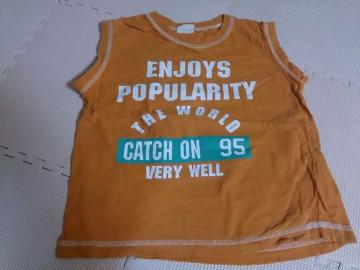 ENJOYS
POPULARITY
THE WORLD
CATCH ON 95
VERY WELL